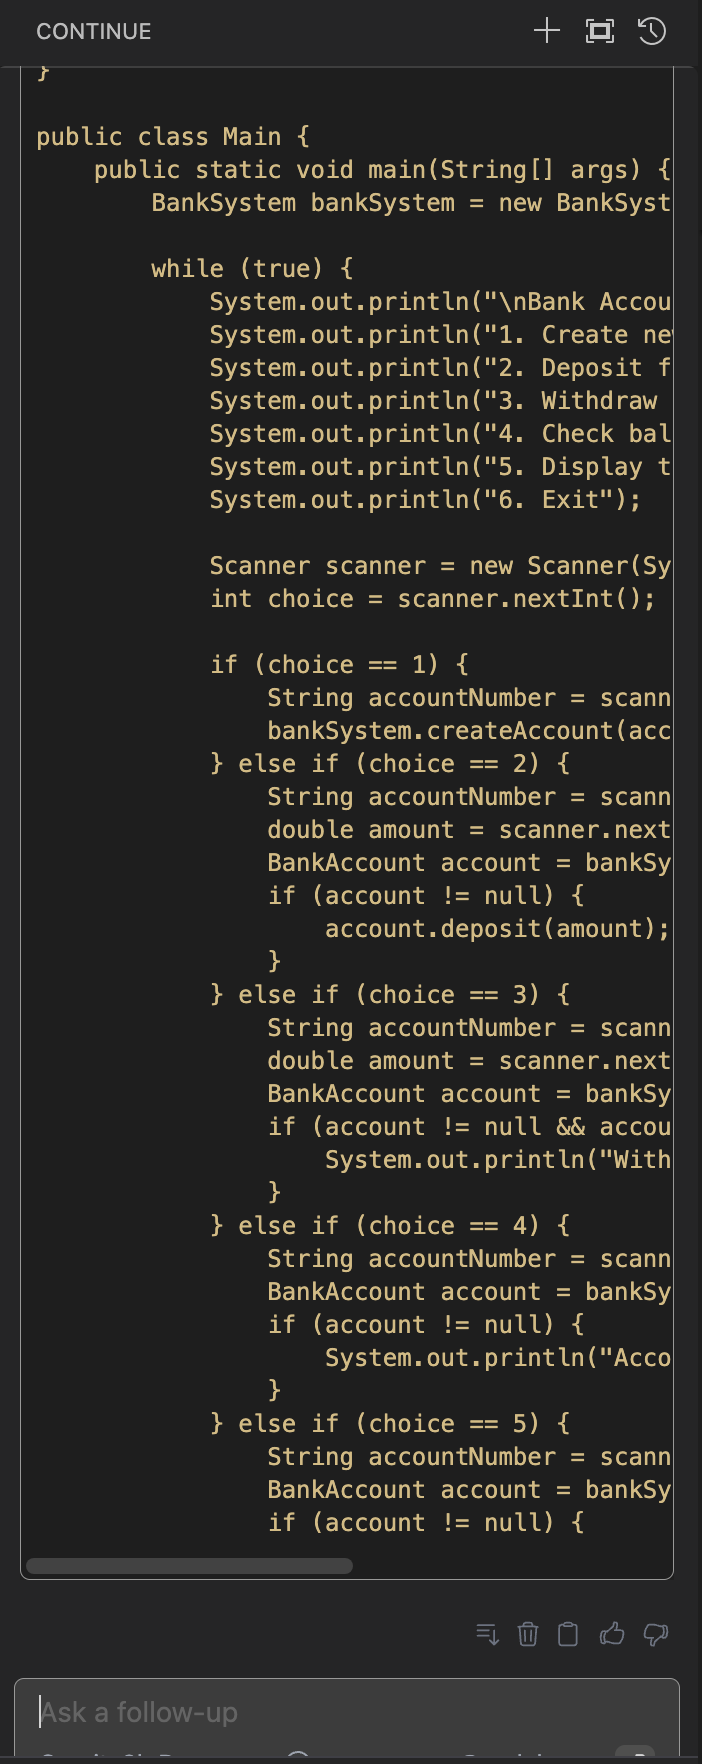 CONTINUE
}
public class Main {
public static void main(String[] args) {
BankSystem bankSystem = new BankSyst
while (true) {
System.out.println("\nBank Accou
System.out.println("1. Create new
System.out.println("2. Deposit f
System.out.println("3. Withdraw
System.out.println("4. Check bal
System.out.println("5. Display t
System.out.println("6. Exit");
Scanner scanner = new Scanner(Sy
int choice = scanner.nextInt();
if (choice == 1) {
String accountNumber = scann
bankSystem.createAccount(acc
} else if (choice == 2) {
String accountNumber = scann
double amount = scanner.next
BankAccount account = bankSy
if (account != null) {
account.deposit(amount);
}
} else if (choice == 3) {
String accountNumber = scann
double amount = scanner.next
BankAccount account = bankSy
if (account != null && accou
System.out.println("With
}
} else if (choice == 4) {
String accountNumber = scann
BankAccount account = bankSy
if (account != null) {
System.out.println("Acco
}
} else if (choice == 5) {
String accountNumber = scann
BankAccount account = bankSy
if (account != null) {
Ask a follow-up